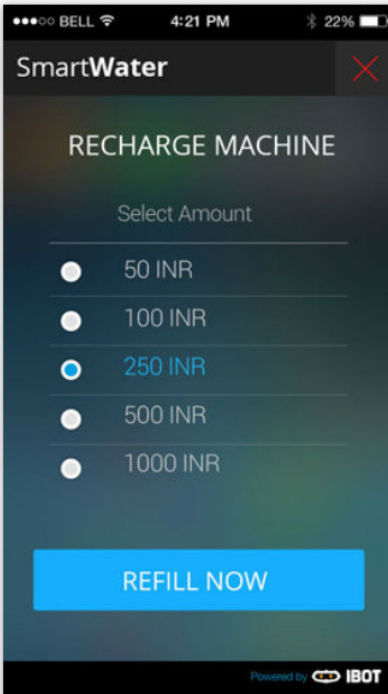 BELL 4:21 PM 22%
SmartWater
RECHARGE MACHINE
Select Amount
50 INR
100 INR
250 INR
500 INR
1000 INR
REFILL NOW
Powered by IBOT